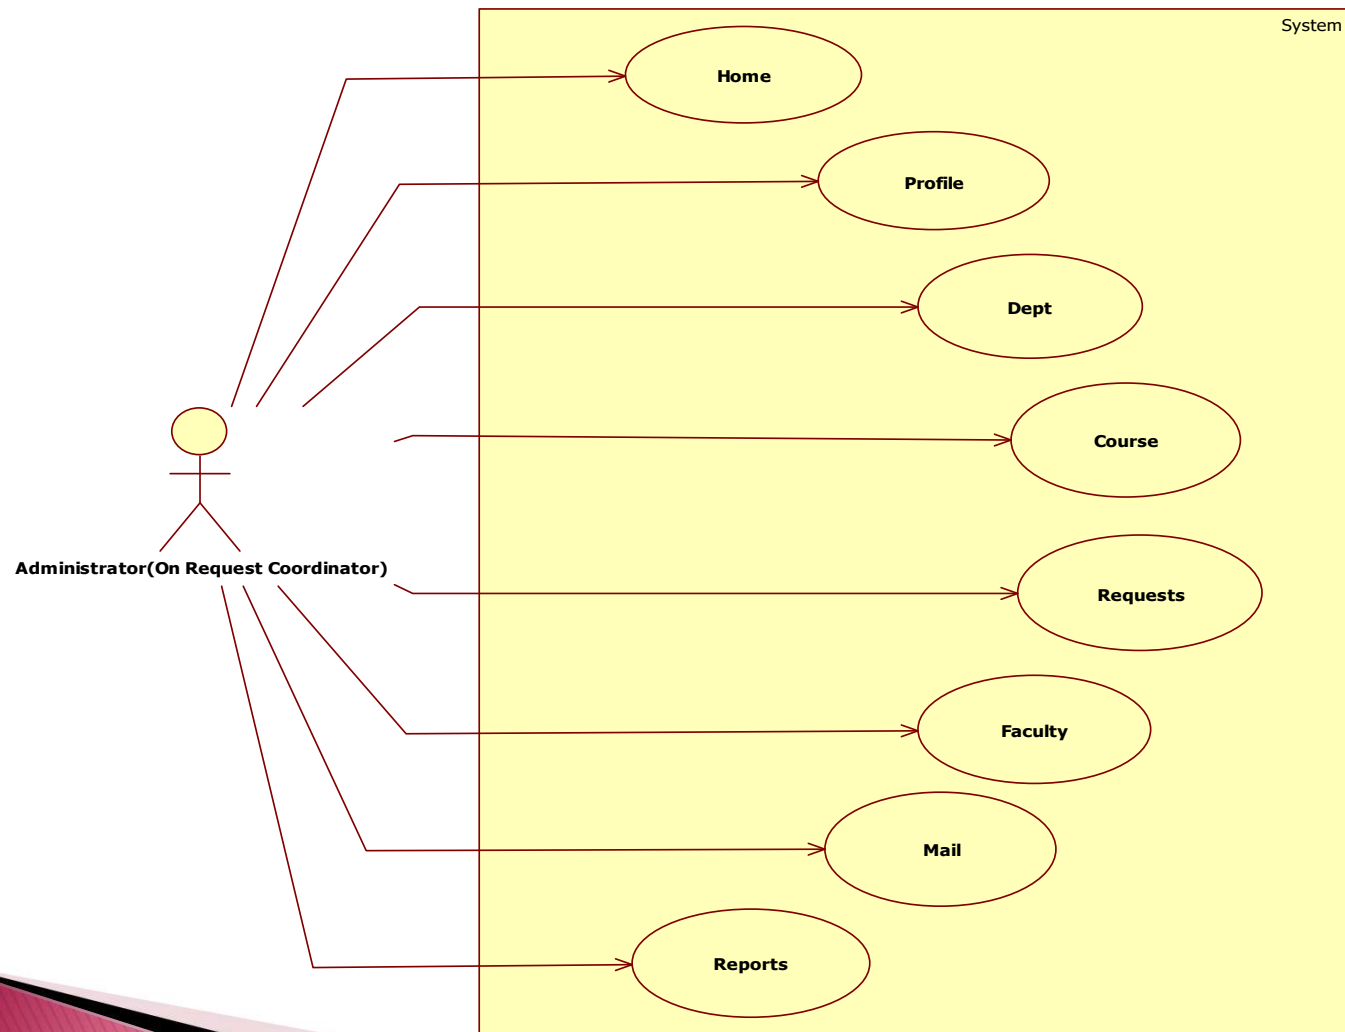 System
Home
Profile
Dept
Course
Administrator(On Request Coordinator)
Requests
Faculty
Mail
Reports